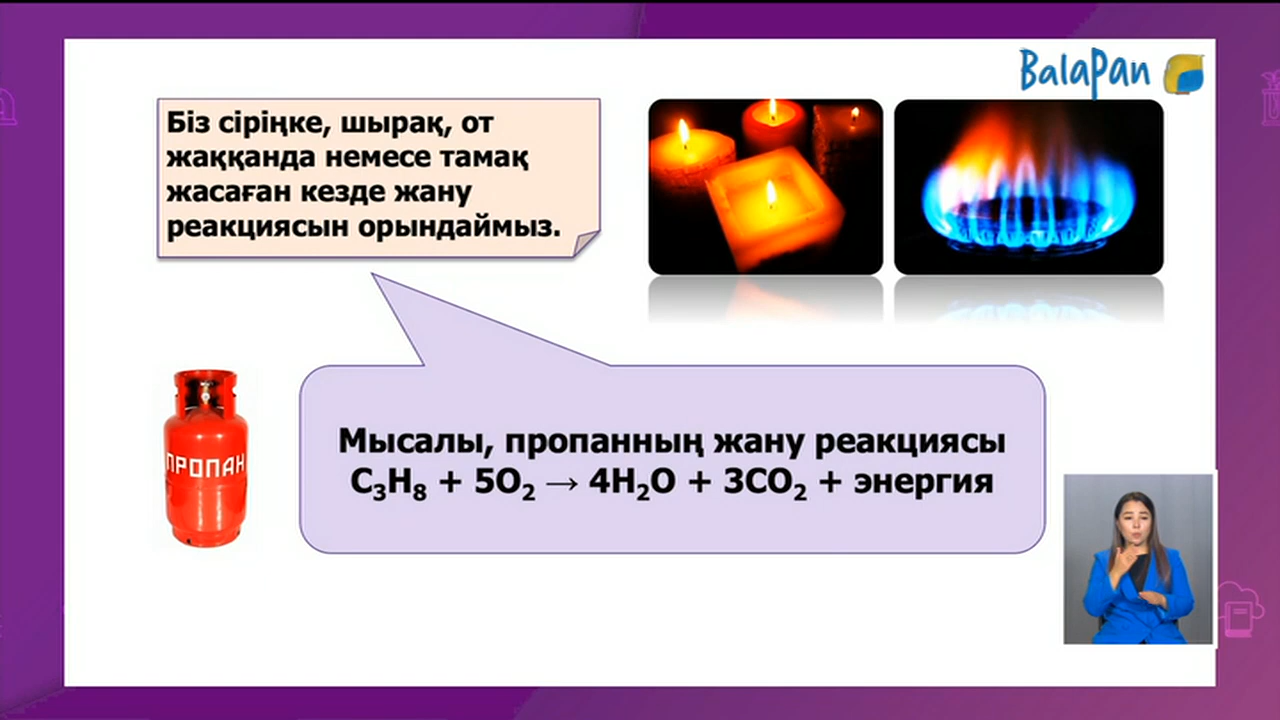 BalaPan
Біз сіріңке, шырақ, от
жаққанда немесе тамақ
жасаған кезде жану
реакциясын орындаймыз.
ПРОПАН
Мысалы, пропанның жану реакциясы
C₃H₈ + 5O₂ → 4H₂O + 3CO₂ + энергия